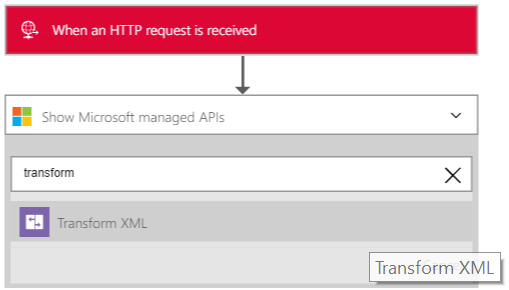 When an HTTP request is received
Show Microsoft managed APIs
transform
Transform XML
Transform XML